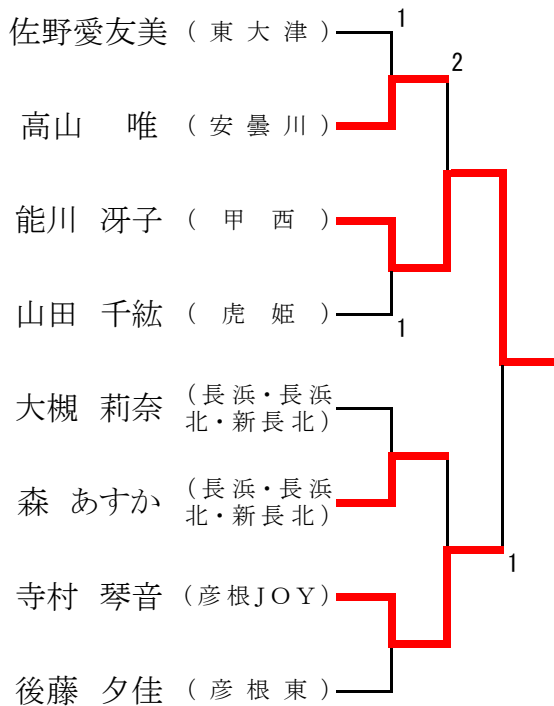 佐野愛友美 (東大津) 1
2
高山 唯 (安曇川)
能川 冴子 (甲西)
山田 千紘 (虎姫) 1
大槻 莉奈 (長浜・長浜
北・新長北)
森 あすか (長浜・長浜
北・新長北)
寺村 琴音 (彦根JOY) 1
後藤 夕佳 (彦根東)